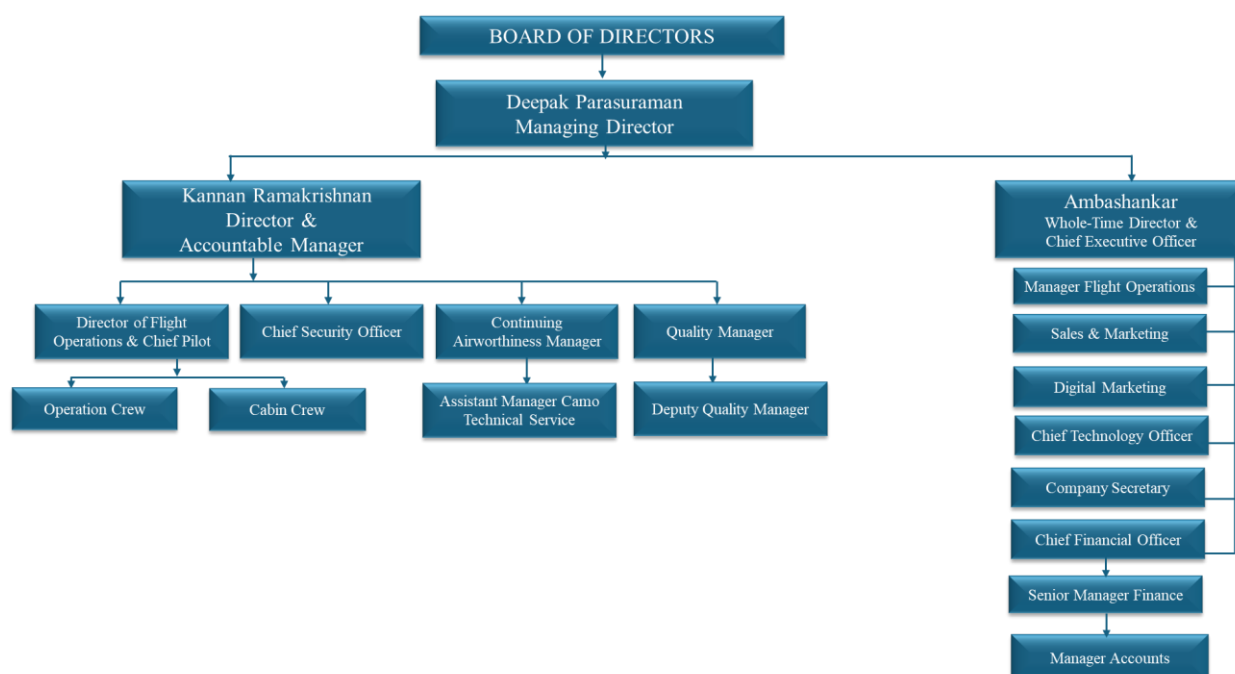 BOARD OF DIRECTORS
Deepak Parasuraman
Managing Director
Kannan Ramakrishnan
Director &
Accountable Manager
Ambashankar
Whole-Time Director &
Chief Executive Officer
Director of Flight
Operations & Chief Pilot
Chief Security Officer
Continuing
Airworthiness Manager
Quality Manager
Operation Crew
Cabin Crew
Assistant Manager Camo
Technical Service
Deputy Quality Manager
Manager Flight Operations
Sales & Marketing
Digital Marketing
Chief Technology Officer
Company Secretary
Chief Financial Officer
Senior Manager Finance
Manager Accounts